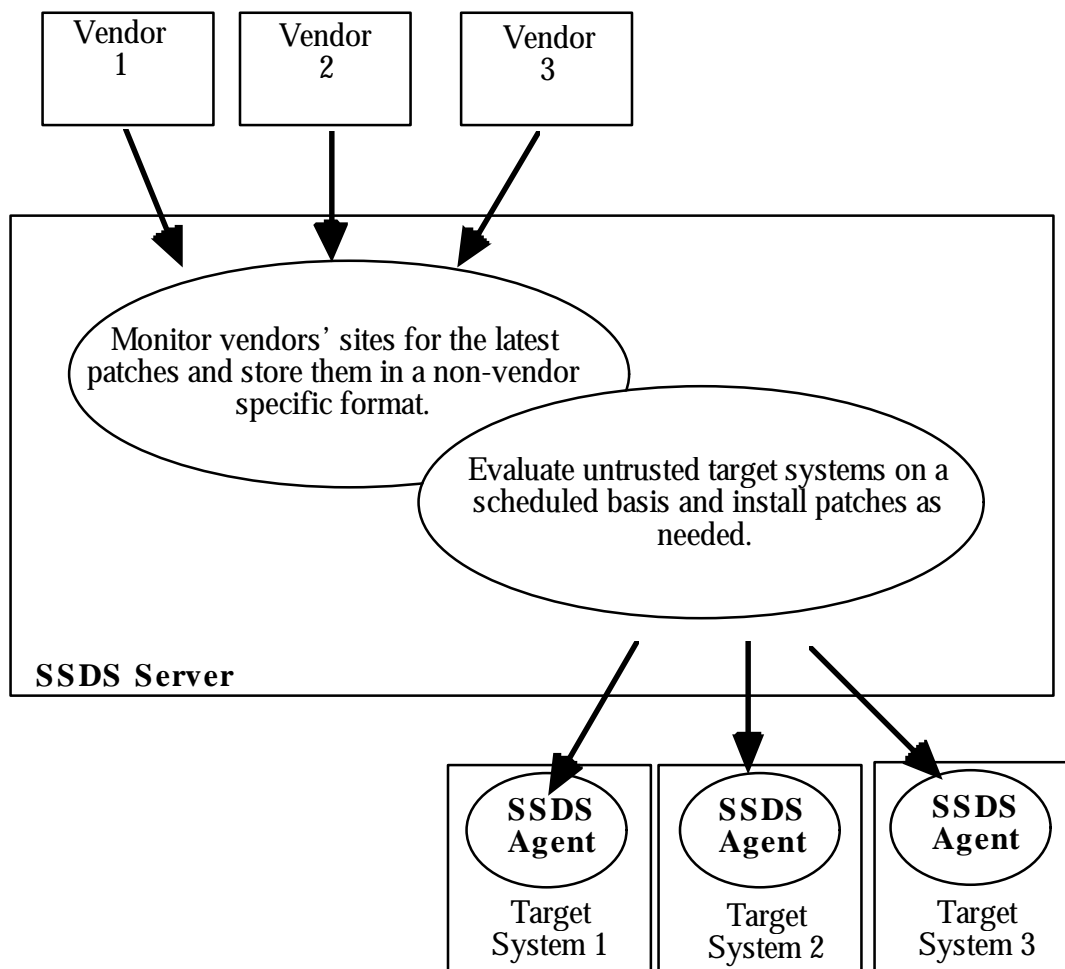 Vendor
1
Vendor
2
Vendor
3
Monitor vendors’ sites for the latest
patches and store them in a non-vendor
specific format.
Evaluate untrusted target systems on a
scheduled basis and install patches as
needed.
SSDS Server
SSDS
Agent
Target
System 1
SSDS
Agent
Target
System 2
SSDS
Agent
Target
System 3